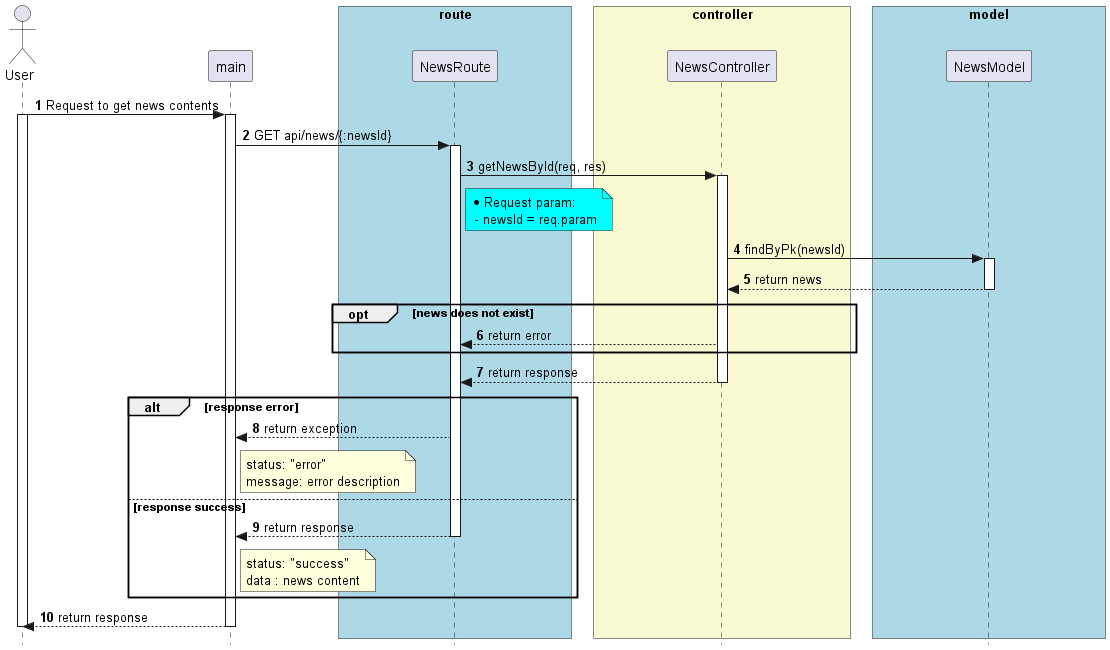 route
controller
model
User
main
NewsRoute
NewsController
NewsModel
1 Request to get news contents
2 GET api/news/{:newsId}
3 getNewsById(req, res)
• Request param:
- newsId = req.param
4 findByPk(newsId)
5 return news
opt [news does not exist]
6 return error
7 return response
alt [response error]
8 return exception
status: "error"
message: error description
[response success]
9 return response
status: "success"
data : news content
10 return response